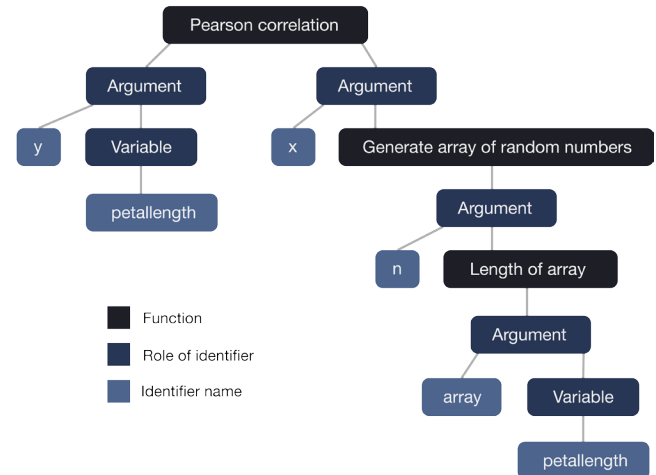 Pearson correlation
Argument
Argument
y
Variable
x
Generate array of random numbers
petallength
Argument
n
Length of array
Function
Role of identifier
Argument
Identifier name
array
Variable
petallength